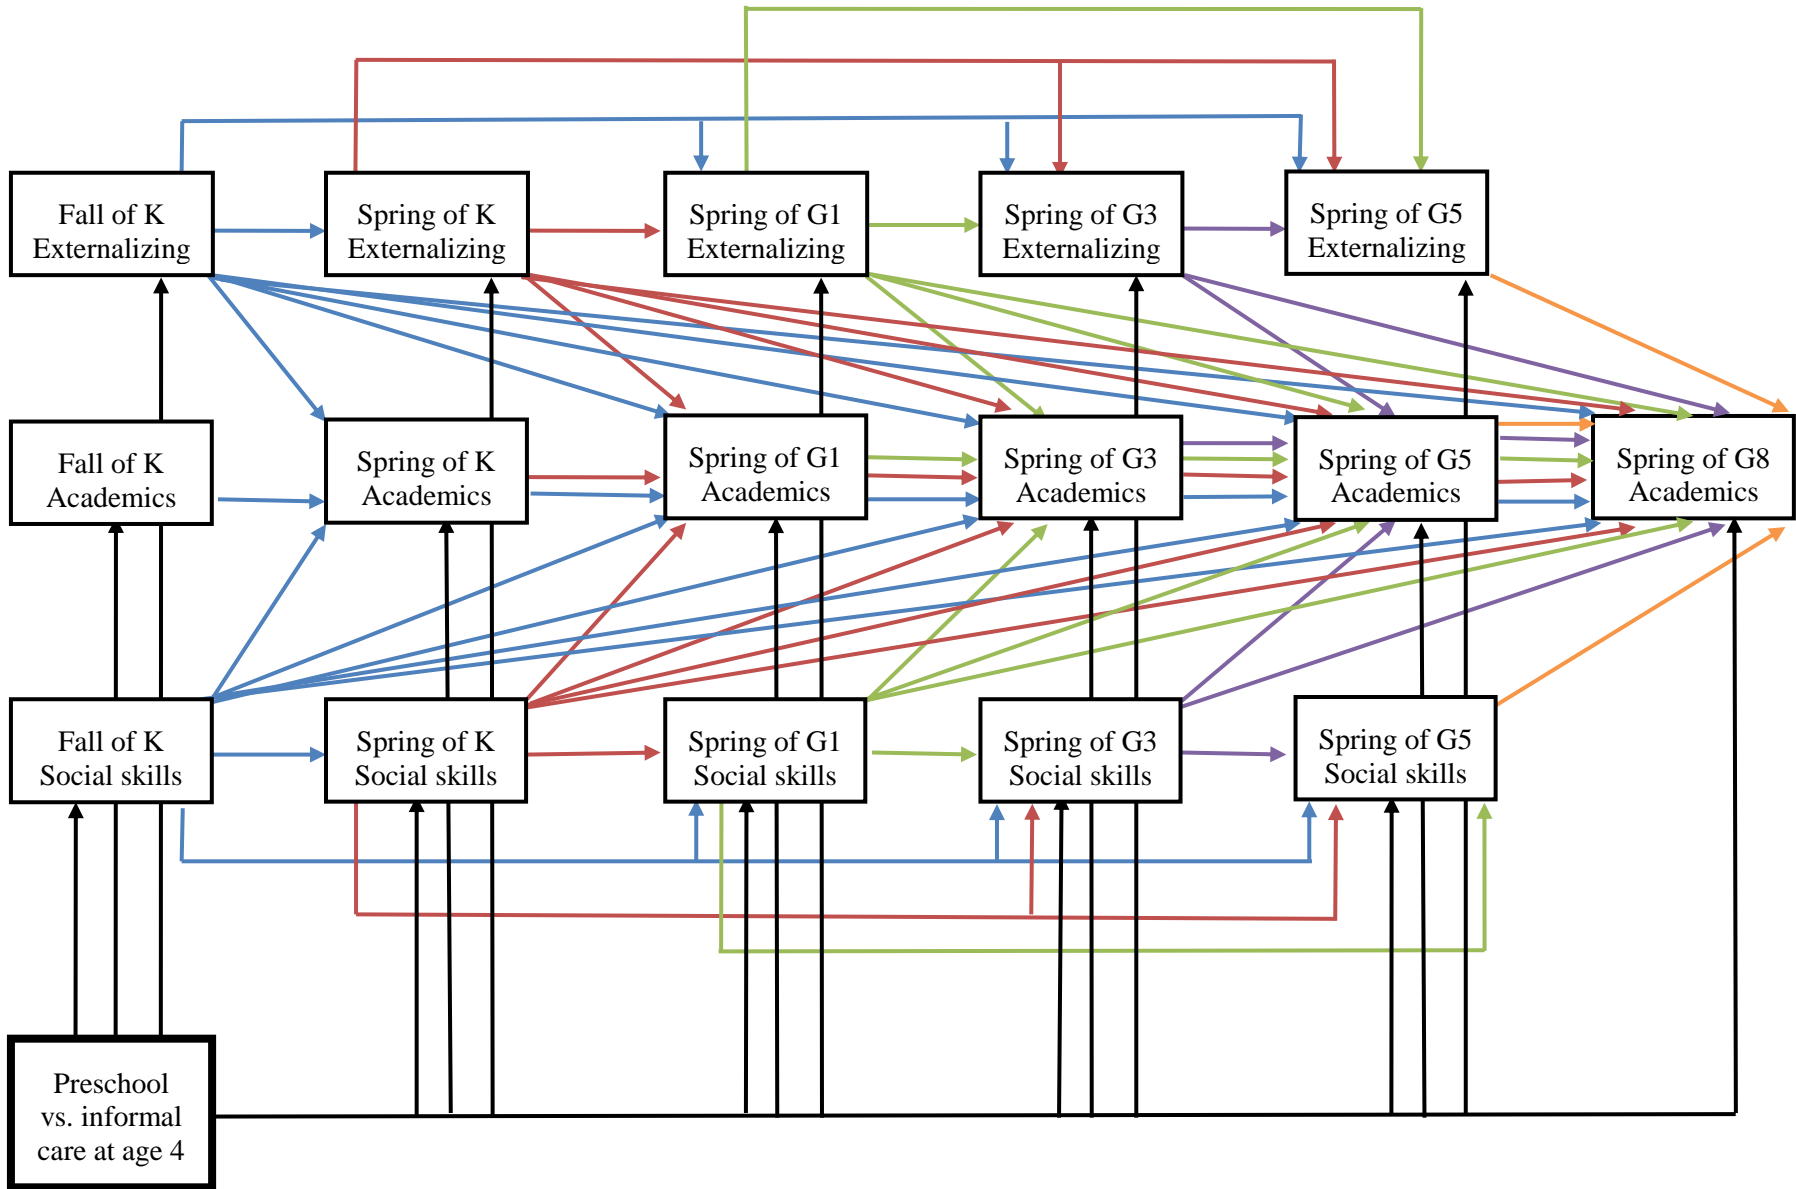 Fall of K
Externalizing
Spring of K
Externalizing
Spring of G1
Externalizing
Spring of G3
Externalizing
Spring of G5
Externalizing
Fall of K
Academics
Spring of K
Academics
Spring of G1
Academics
Spring of G3
Academics
Spring of G5
Academics
Spring of G8
Academics
Fall of K
Social skills
Spring of K
Social skills
Spring of G1
Social skills
Spring of G3
Social skills
Spring of G5
Social skills
Preschool
vs. informal
care at age 4